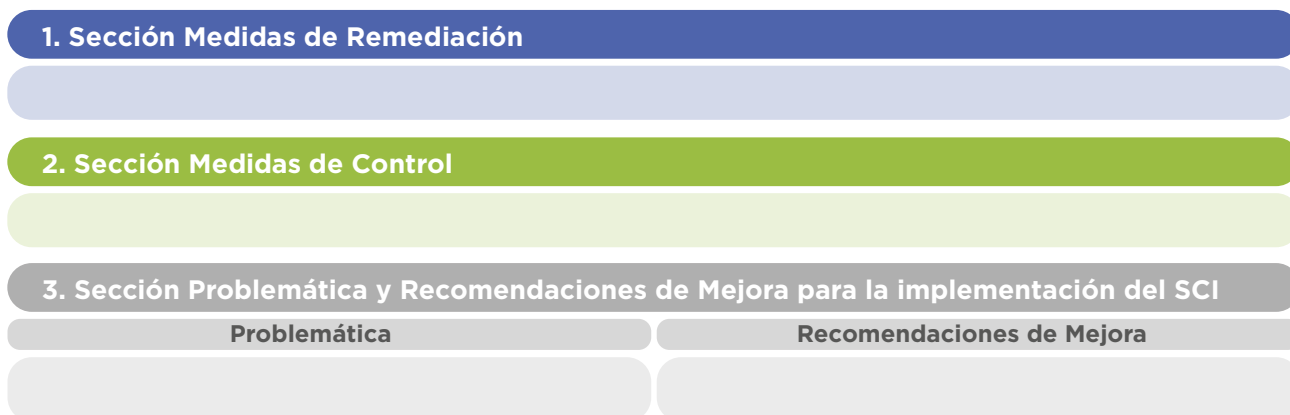 1. Sección Medidas de Remediación
2. Sección Medidas de Control
3. Sección Problemática y Recomendaciones de Mejora para la implementación del SCI
Problemática
Recomendaciones de Mejora